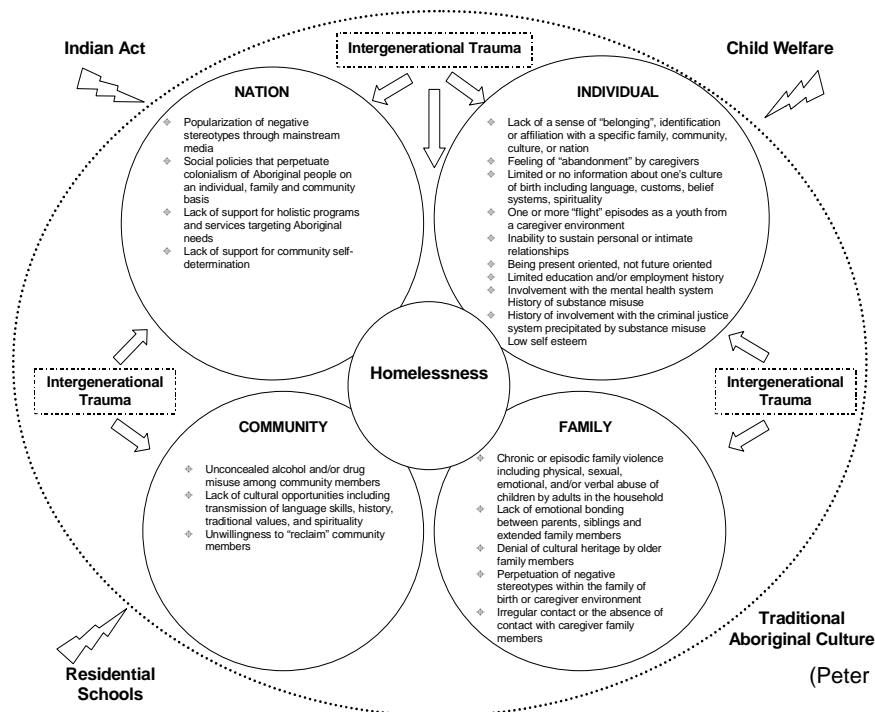 Indian Act
Intergenerational Trauma
Child Welfare
NATION
Popularization of negative
stereotypes through mainstream
media
Social policies that perpetuate
colonialism of Aboriginal people on
an individual, family and community
basis
Lack of support for holistic programs
and services targeting Aboriginal
needs
Lack of support for community self-
determination
INDIVIDUAL
Lack of a sense of “belonging”, identification
or affiliation with a specific family, community,
culture, or nation
Feeling of “abandonment” by caregivers
Limited or no information about one’s culture
of birth including language, customs, belief
systems, spirituality
One or more “flight” episodes as a youth from
a caregiver environment
Inability to sustain personal or intimate
relationships
Being present oriented, not future oriented
Limited education and/or employment history
Involvement with the mental health system
History of substance misuse
History of involvement with the criminal justice
system precipitated by substance misuse
Low self esteem
Homelessness
Intergenerational
Trauma
Intergenerational
Trauma
COMMUNITY
Unconcealed alcohol and/or drug
misuse among community members
Lack of cultural opportunities including
transmission of language skills, history,
traditional values, and spirituality
Unwillingness to “reclaim” community
members
FAMILY
Chronic or episodic family violence
including physical, sexual,
emotional, and/or verbal abuse of
children by adults in the household
Lack of emotional bonding
between parents, siblings and
extended family members
Denial of cultural heritage by older
family members
Perpetuation of negative
stereotypes within the family of
birth or caregiver environment
Irregular contact or the absence of
contact with caregiver family
members
Residential
Schools
Traditional
Aboriginal Culture
(Peter